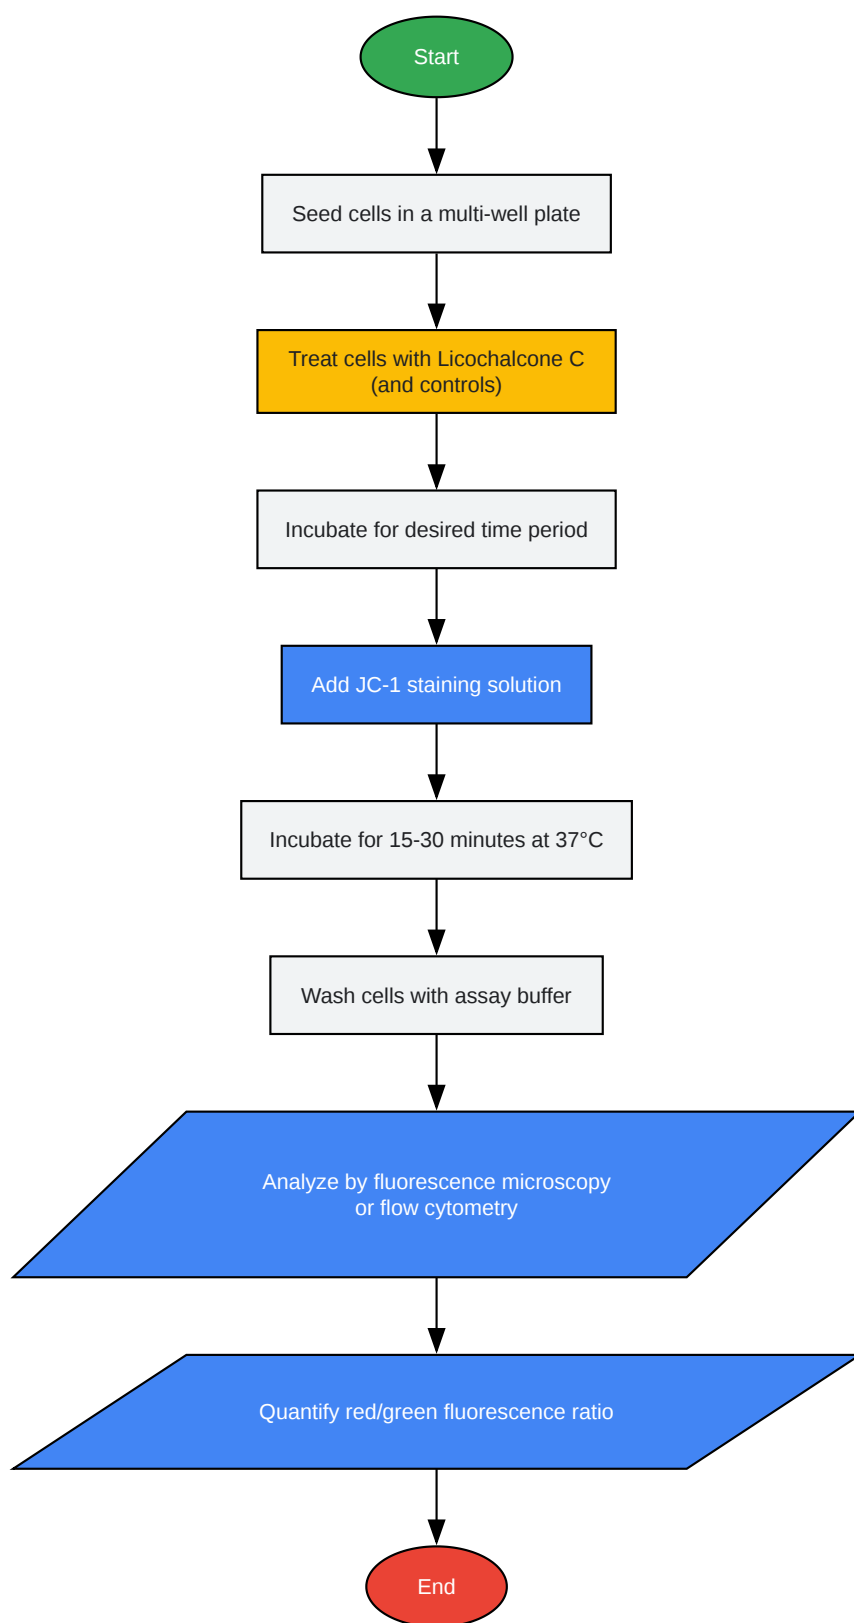 Start
Seed cells in a multi-well plate
Treat cells with Licochalcone C
(and controls)
Incubate for desired time period
Add JC-1 staining solution
Incubate for 15-30 minutes at 37°C
Wash cells with assay buffer
Analyze by fluorescence microscopy
or flow cytometry
Quantify red/green fluorescence ratio
End